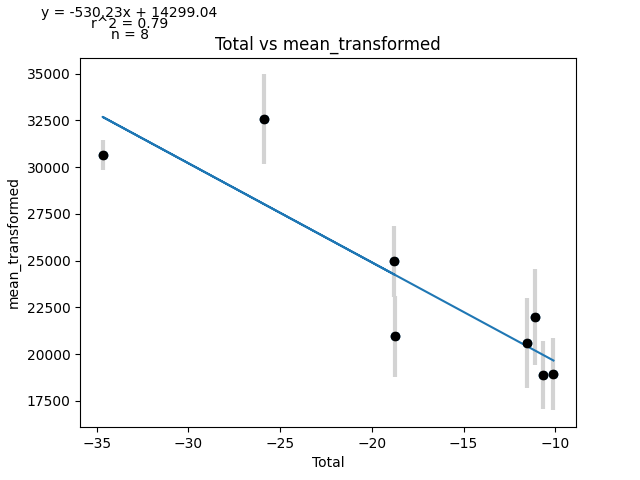 y = -530.23x + 14299.04
r^2 = 0.79
n = 8
Total vs mean_transformed
35000
32500
30000
27500
25000
22500
20000
17500
mean_transformed
−35 −30 −25 −20 −15 −10
Total